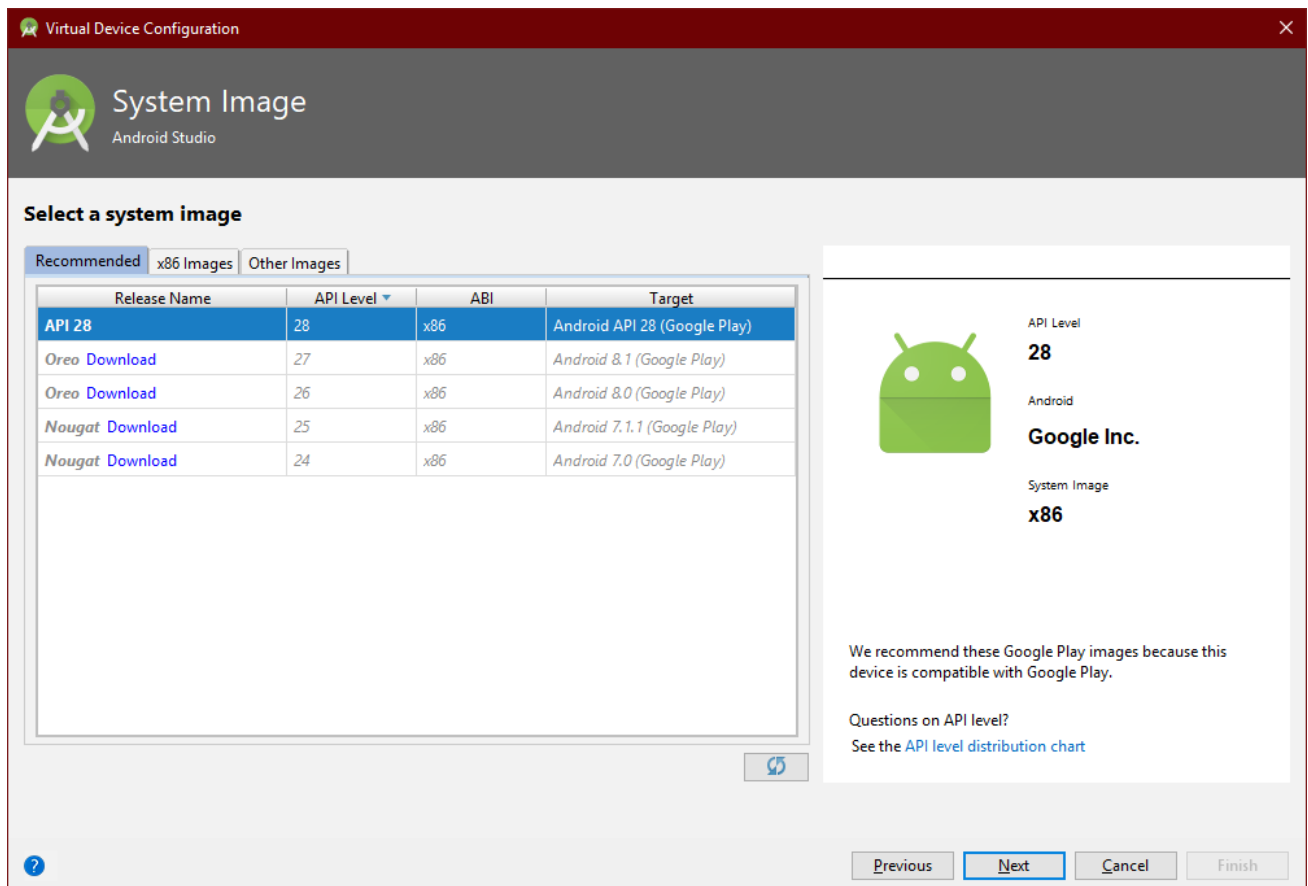 Virtual Device Configuration
System Image
Android Studio
Select a system image
Recommended x86 Images Other Images
Release Name API Level ABI Target
API 28 28 x86 Android API 28 (Google Play)
Oreo Download 27 x86 Android 8.1 (Google Play)
Oreo Download 26 x86 Android 8.0 (Google Play)
Nougat Download 25 x86 Android 7.1.1 (Google Play)
Nougat Download 24 x86 Android 7.0 (Google Play)
API Level
28
Android
Google Inc.
System Image
x86
We recommend these Google Play images because this
device is compatible with Google Play.
Questions on API level?
See the API level distribution chart
? Previous Next Cancel Finish